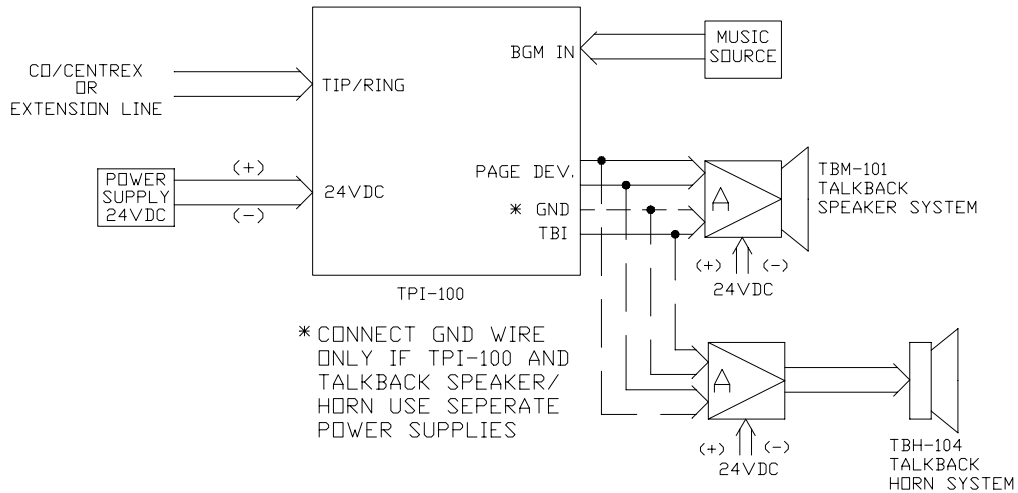 CO/CENTREX
OR
EXTENSION LINE
TIP/RING
BGM IN
MUSIC
SOURCE
POWER
SUPPLY
24VDC
(+)
(-)
24VDC
PAGE DEV.
* GND
TBI
A
(+)
(-)
24VDC
TBM-101
TALKBACK
SPEAKER SYSTEM
TPI-100
* CONNECT GND WIRE
ONLY IF TPI-100 AND
TALKBACK SPEAKER/
HORN USE SEPERATE
POWER SUPPLIES
A
(+)
(-)
24VDC
TBH-104
TALKBACK
HORN SYSTEM